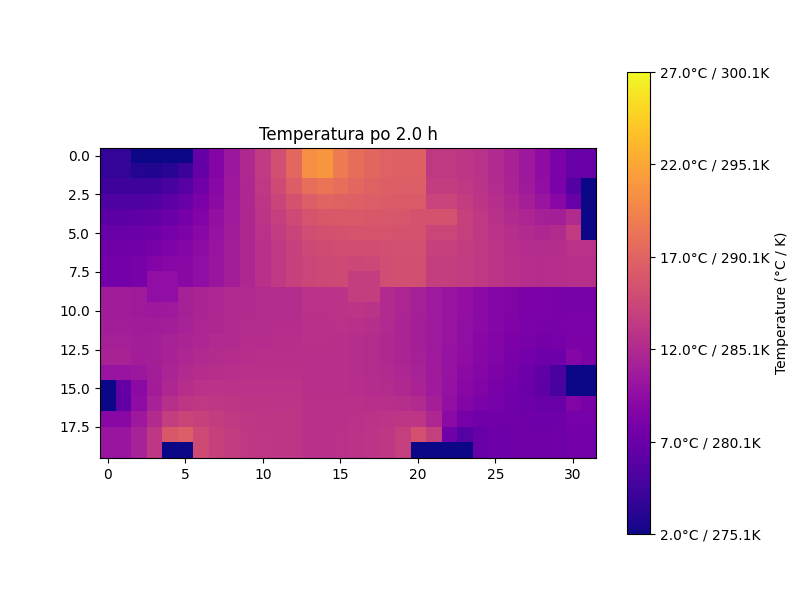 Temperatura po 2.0 h
0.0
2.5
5.0
7.5
10.0
12.5
15.0
17.5
0 5 10 15 20 25 30
27.0°C / 300.1K
22.0°C / 295.1K
17.0°C / 290.1K
12.0°C / 285.1K
7.0°C / 280.1K
2.0°C / 275.1K
Temperature (°C / K)